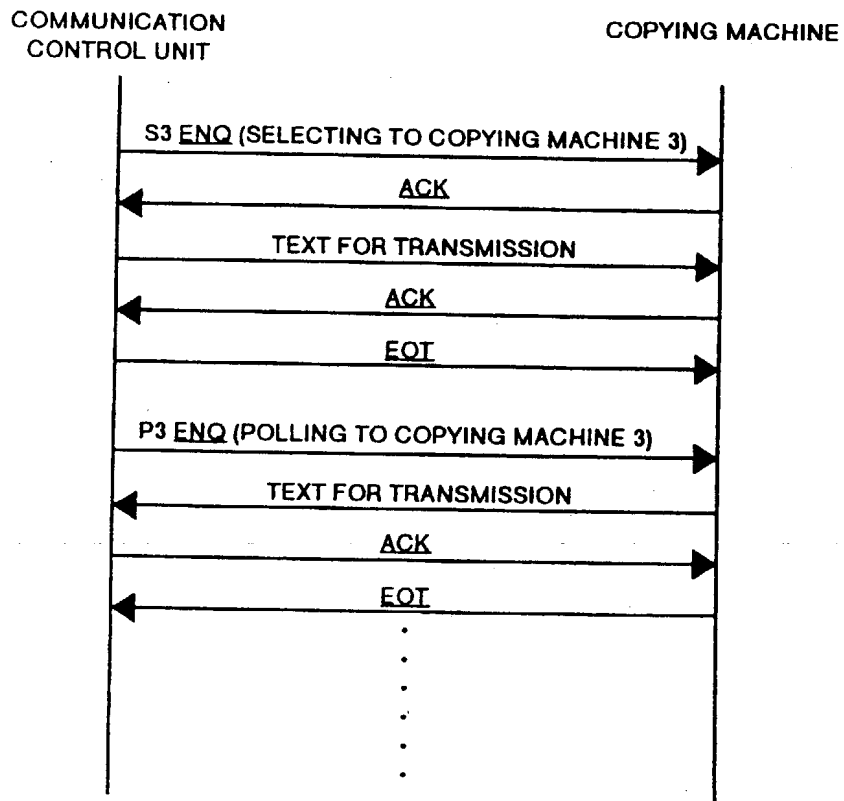 COMMUNICATION
CONTROL UNIT
COPYING MACHINE
S3 ENQ (SELECTING TO COPYING MACHINE 3)
ACK
TEXT FOR TRANSMISSION
ACK
EOT
P3 ENQ (POLLING TO COPYING MACHINE 3)
TEXT FOR TRANSMISSION
ACK
EOT